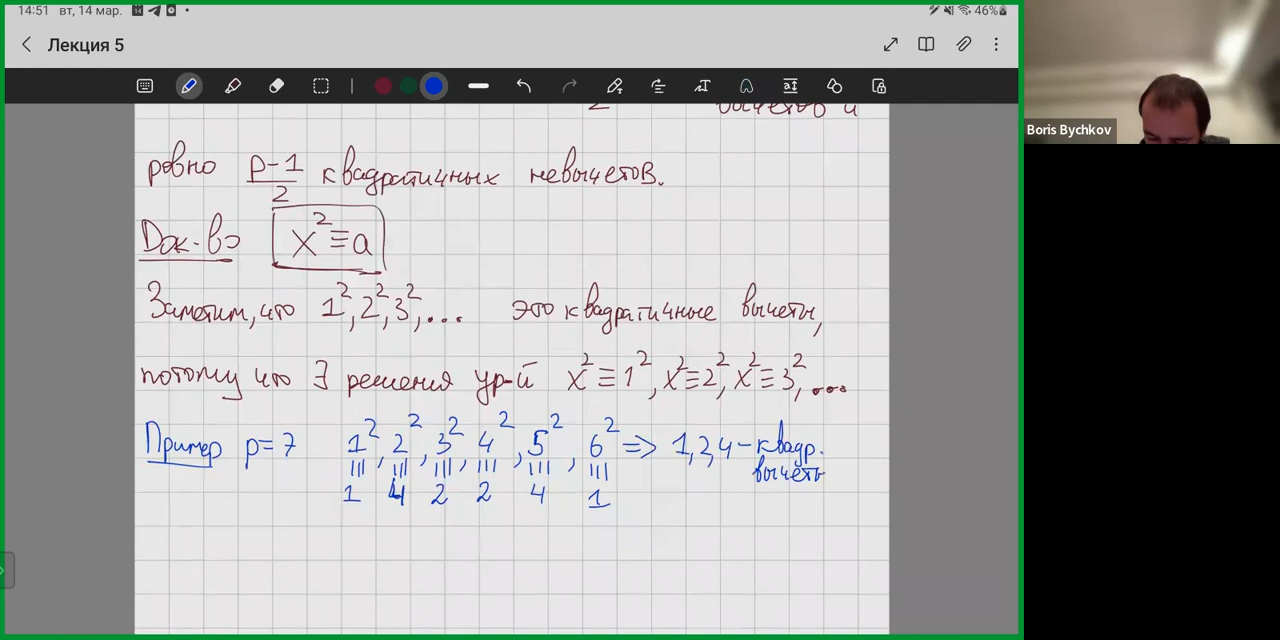 14:51 вт, 14 мар. 46%
Лекция 5
Boris Bychkov
2 вычетов и
ровно p-1/2 квадратичных невычетов.
Док-во x²≡a
Заметим, что 1², 2², 3², ... это квадратичные вычеты,
потому что ∃ решения ур-й x²≡1², x²≡2², x²≡3², ...
Пример p=7 1², 2², 3², 4², 5², 6² => 1,2,4 – квадр.
||| ||| ||| ||| ||| ||| вычеты
1 4 2 2 4 1